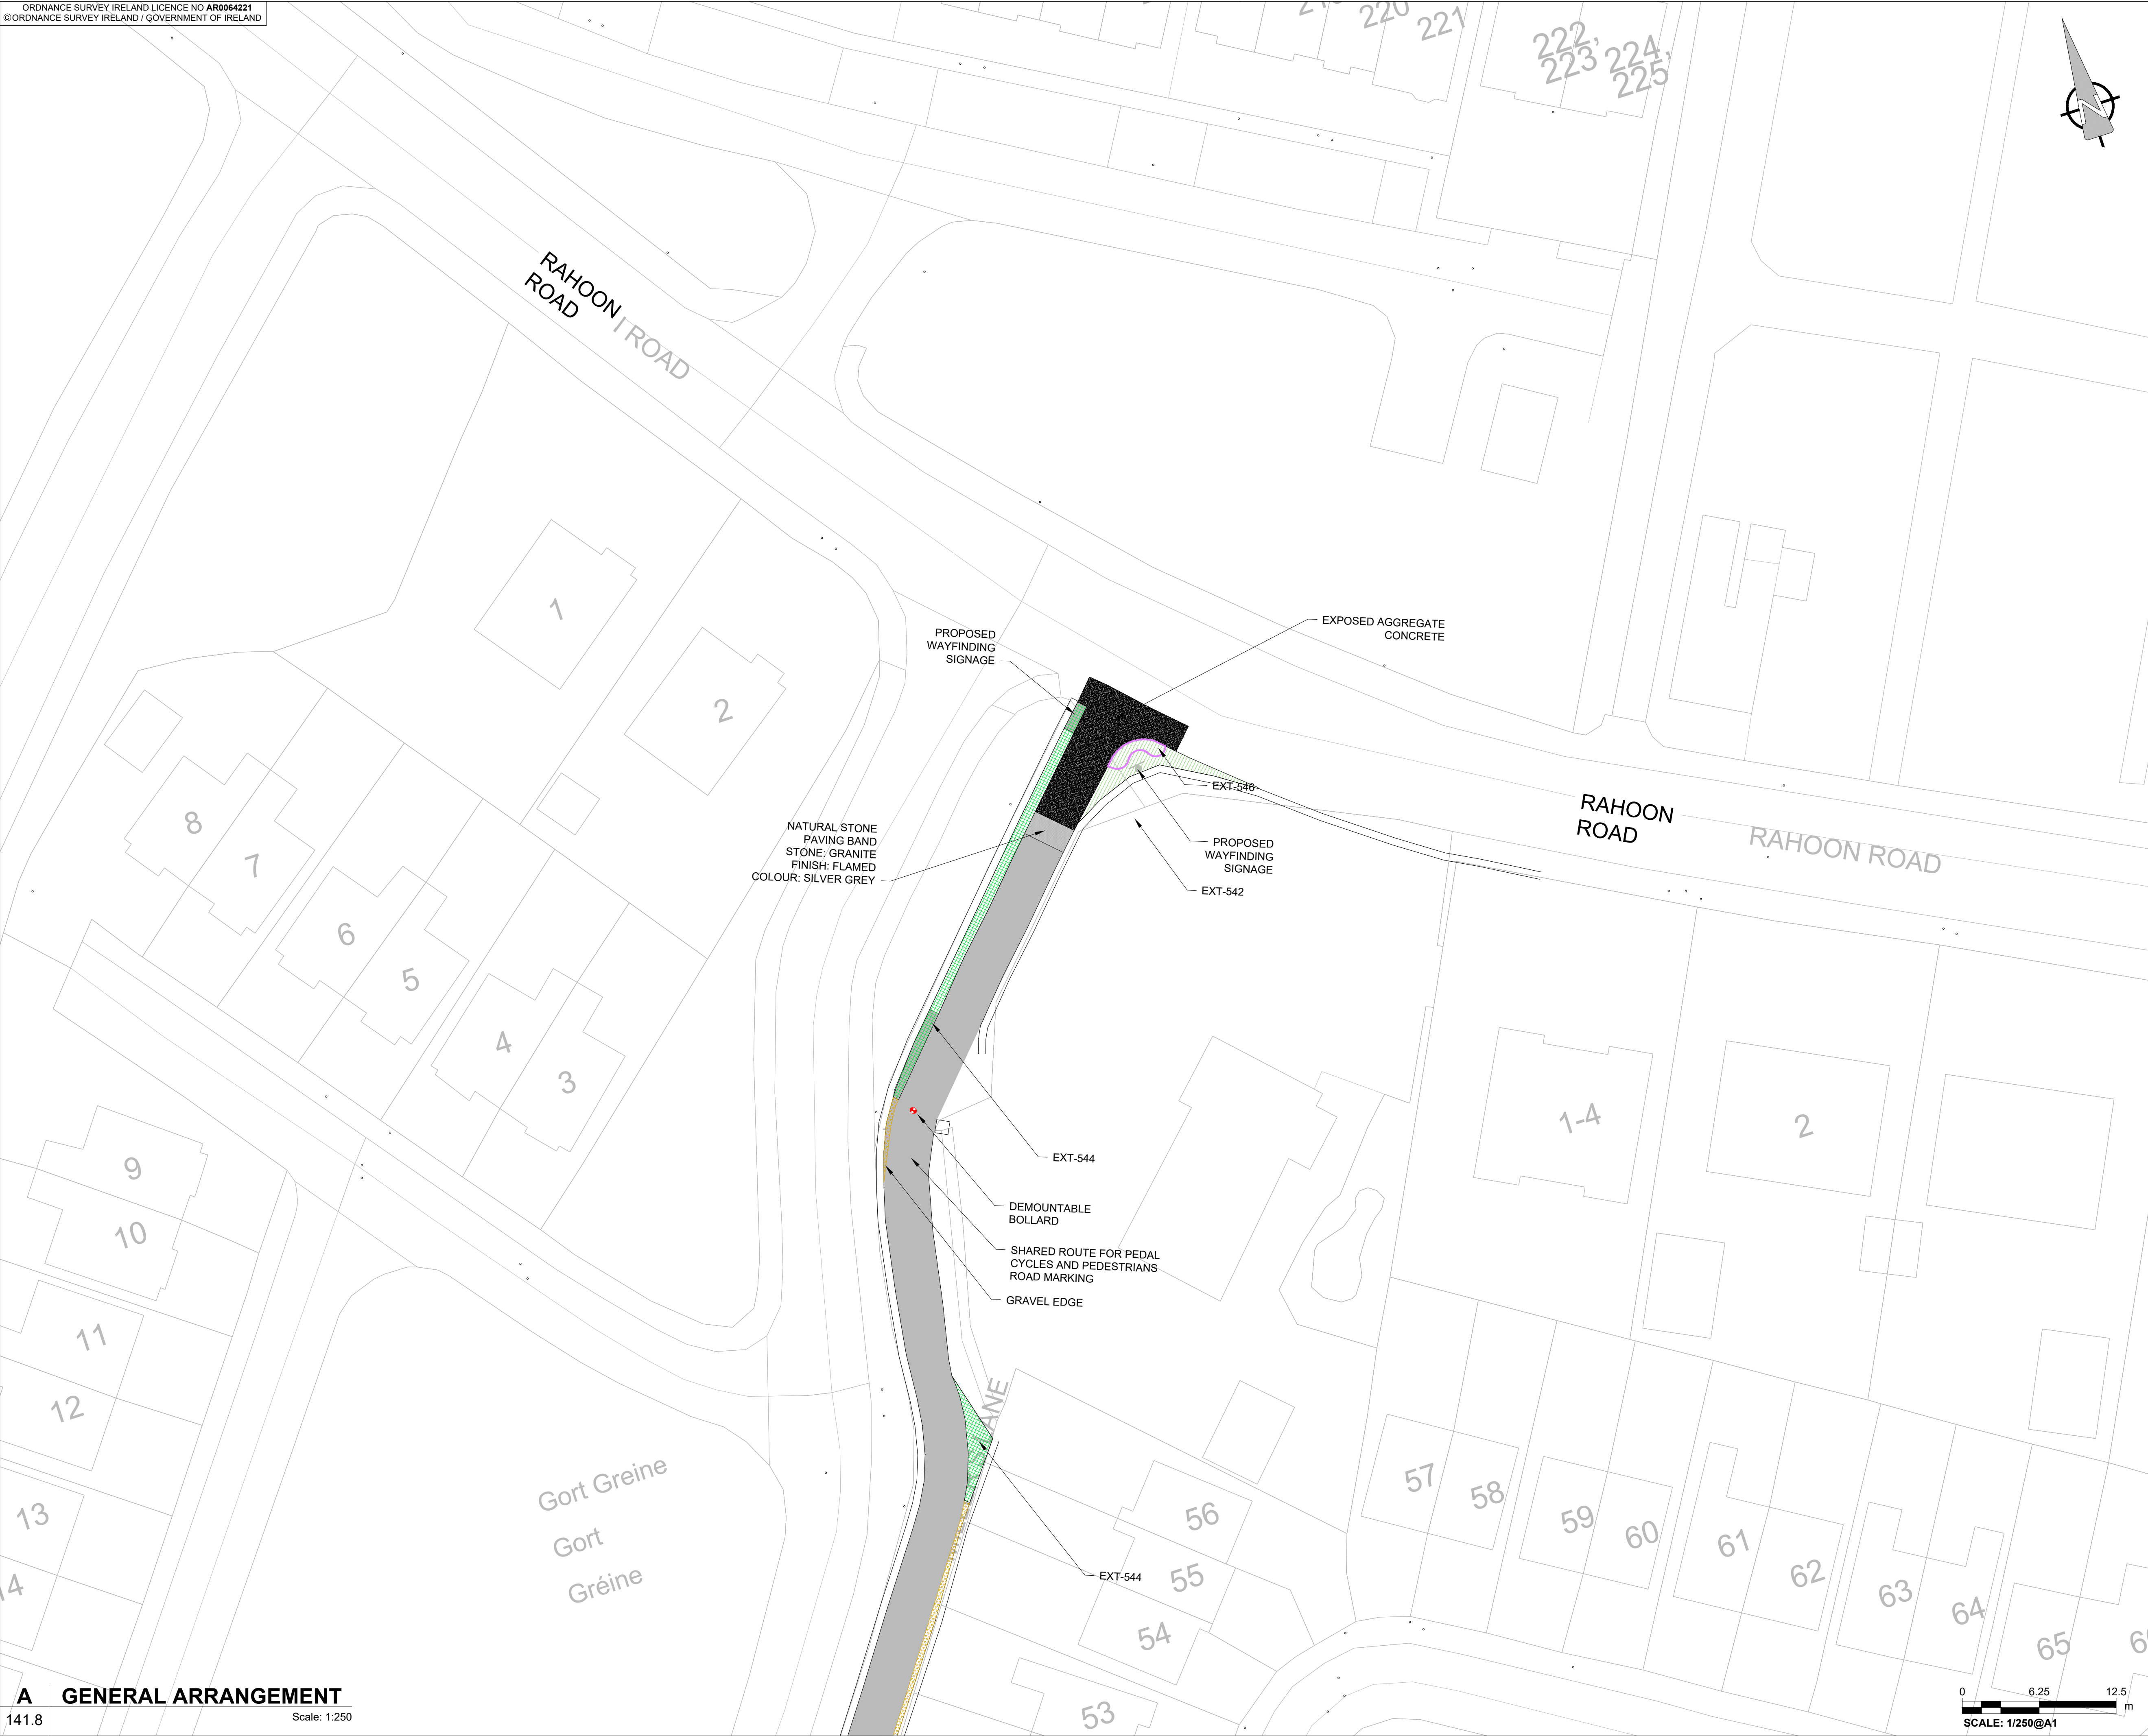 ORDNANCE SURVEY IRELAND LICENCE NO AR0064221
© ORDNANCE SURVEY IRELAND / GOVERNMENT OF IRELAND
220
221
222,
223
224,
225
N
RAHOON
ROAD
I ROAD
1
2
PROPOSED
WAYFINDING
SIGNAGE
EXPOSED AGGREGATE
CONCRETE
EXT-546
RAHOON
ROAD
RAHOON ROAD
8
7
6
5
4
3
NATURAL STONE
PAVING BAND
STONE: GRANITE
FINISH: FLAMED
COLOUR: SILVER GREY
PROPOSED
WAYFINDING
SIGNAGE
EXT-542
1-4
2
9
10
11
12
13
14
EXT-544
DEMOUNTABLE
BOLLARD
SHARED ROUTE FOR PEDAL
CYCLES AND PEDESTRIANS
ROAD MARKING
GRAVEL EDGE
ANE
Gort Greine
Gort
Gréine
EXT-544
56
55
54
53
57
58
59
60
61
62
63
64
65
A
GENERAL ARRANGEMENT
141.8
Scale: 1:250
0
6.25
12.5
m
SCALE: 1/250@A1